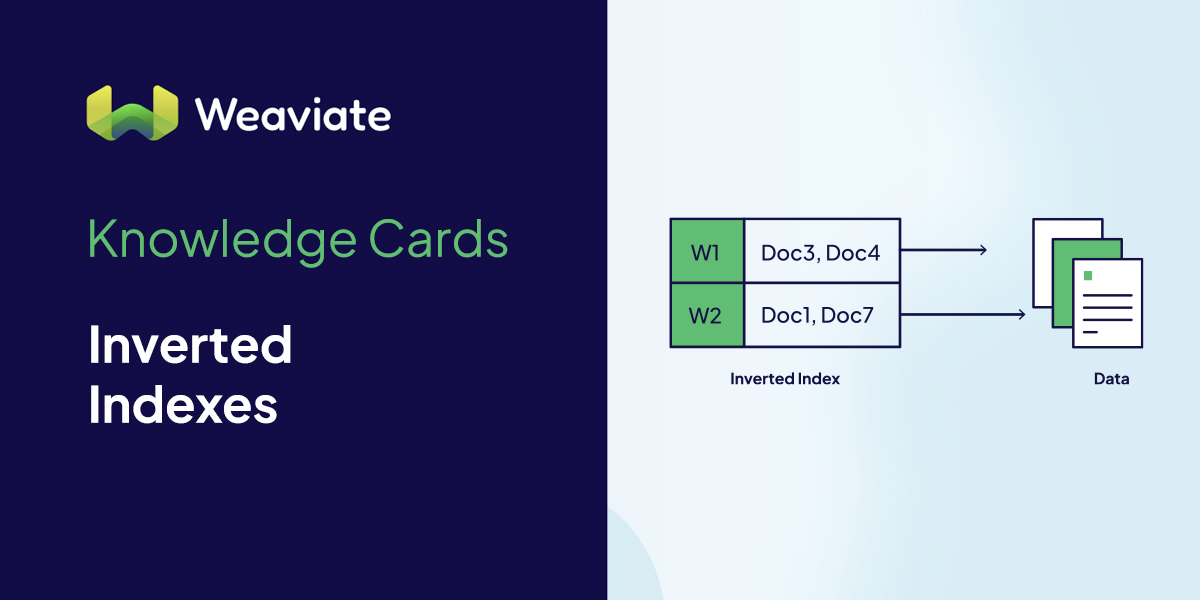 Weaviate
Knowledge Cards
Inverted
Indexes
W1 Doc3, Doc4
W2 Doc1, Doc7
Inverted Index
Data